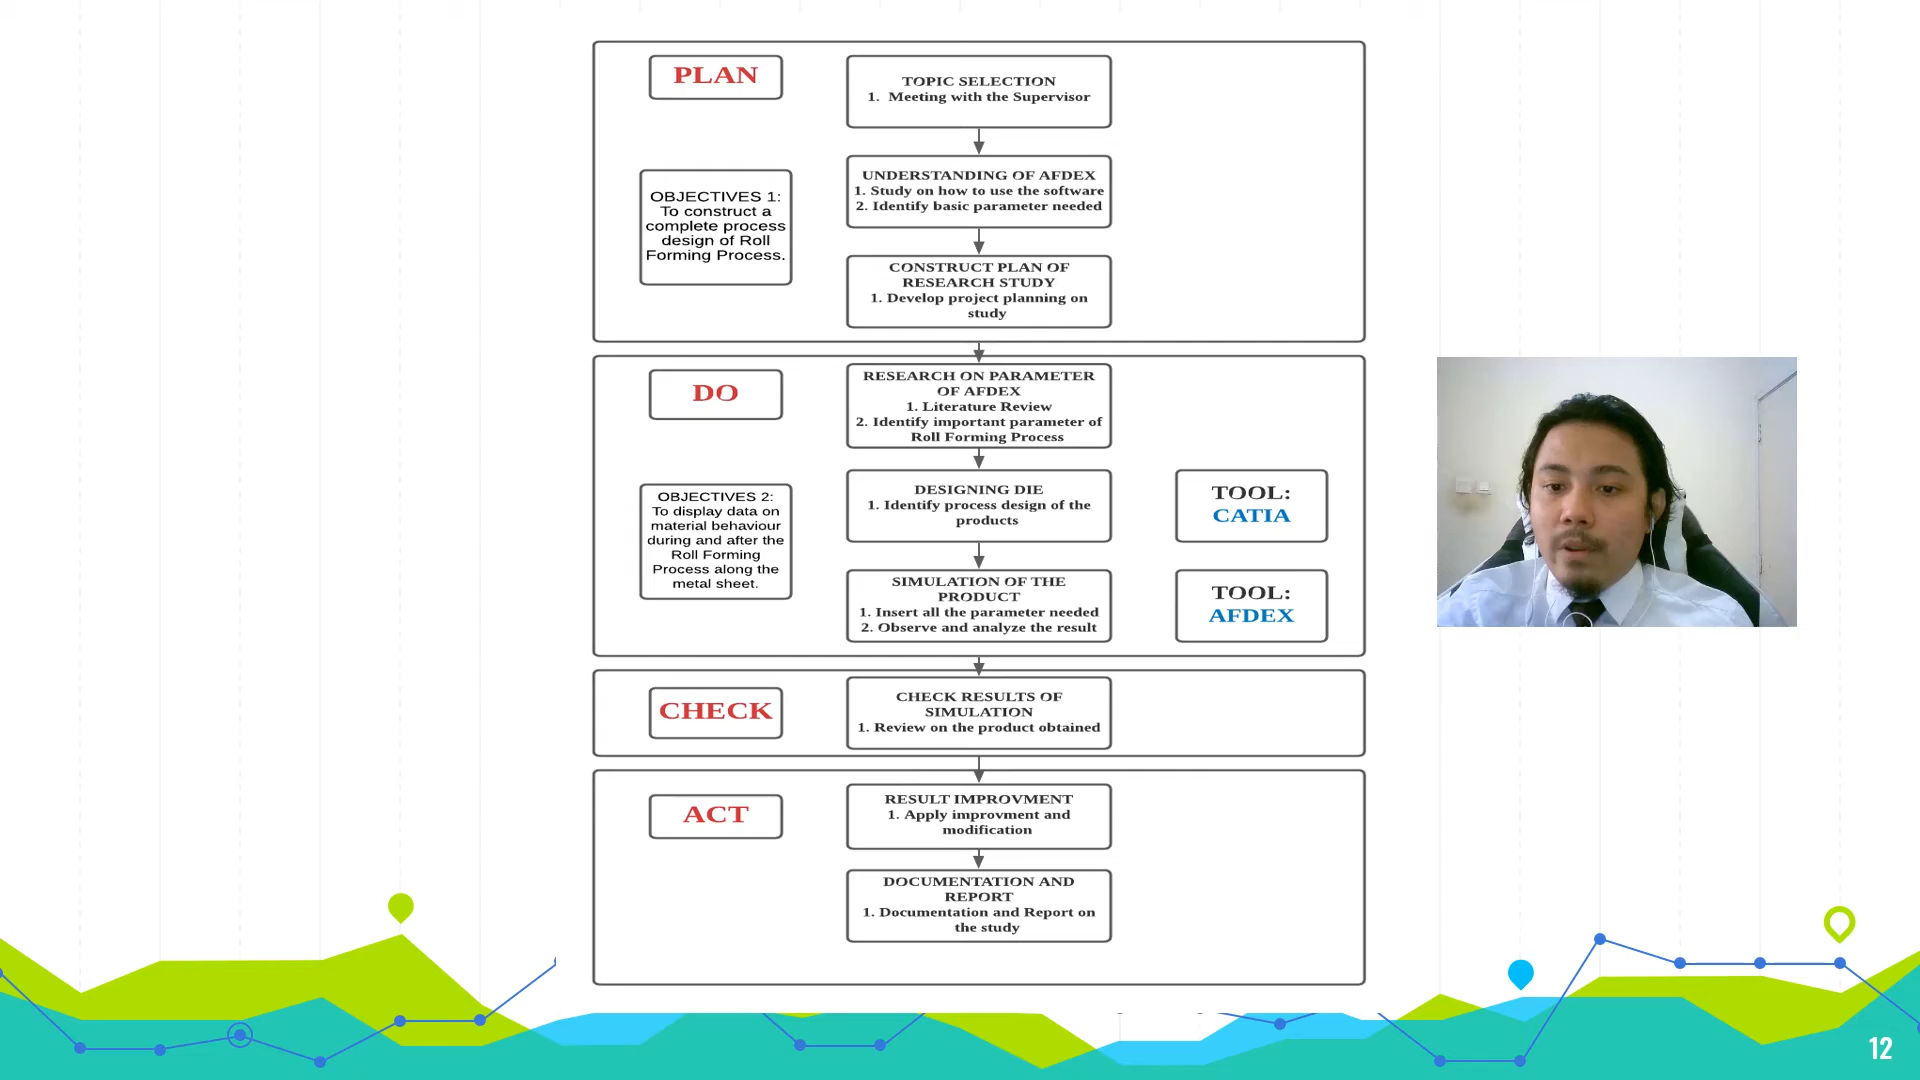 PLAN
TOPIC SELECTION
1. Meeting with the Supervisor
OBJECTIVES 1:
To construct a
complete process
design of Roll
Forming Process.
UNDERSTANDING OF AFDEX
1. Study on how to use the software
2. Identify basic parameter needed
CONSTRUCT PLAN OF
RESEARCH STUDY
1. Develop project planning on
study
DO
RESEARCH ON PARAMETER
OF AFDEX
1. Literature Review
2. Identify important parameter of
Roll Forming Process
OBJECTIVES 2:
To display data on
material behaviour
during and after the
Roll Forming
Process along the
metal sheet.
DESIGNING DIE
1. Identify process design of the
products
TOOL:
CATIA
SIMULATION OF THE
PRODUCT
1. Insert all the parameter needed
2. Observe and analyze the result
TOOL:
AFDEX
CHECK
CHECK RESULTS OF
SIMULATION
1. Review on the product obtained
ACT
RESULT IMPROVMENT
1. Apply improvment and
modification
DOCUMENTATION AND
REPORT
1. Documentation and Report on
the study
12